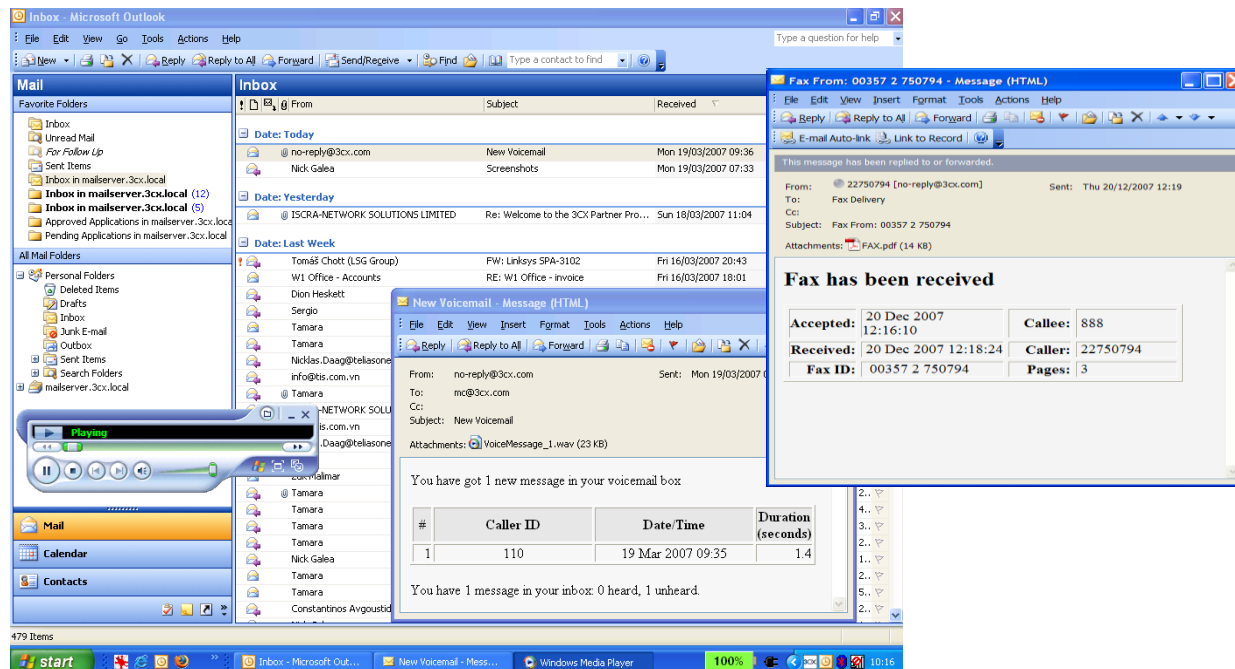 Inbox - Microsoft Outlook
File Edit View Go Tools Actions Help
Type a question for help
New Reply Reply to All Forward Send/Receive Find Type a contact to find
Mail
Favorite Folders
Inbox
Unread Mail
For Follow Up
Sent Items
Inbox in mailserver.3cx.local
Inbox in mailserver.3cx.local (12)
Inbox in mailserver.3cx.local (5)
Approved Applications in mailserver.3cx.loca
Pending Applications in mailserver.3cx.local
All Mail Folders
Personal Folders
Deleted Items
Drafts
Inbox
Junk E-mail
Outbox
Sent Items
Search Folders
mailserver.3cx.local
Playing
Mail
Calendar
Contacts
479 Items
Inbox
From Subject Received
Date: Today
no-reply@3cx.com New Voicemail Mon 19/03/2007 09:36
Nick Galea Screenshots Mon 19/03/2007 07:33
Date: Yesterday
ISCRA-NETWORK SOLUTIONS LIMITED Re: Welcome to the 3CX Partner Pro... Sun 18/03/2007 11:04
Date: Last Week
Tomáš Chott (LSG Group) FW: Linksys SPA-3102 Fri 16/03/2007 20:43
W1 Office - Accounts RE: W1 Office - invoice Fri 16/03/2007 18:01
Dion Heskett
Sergio
Tamara
Tamara
Nicklas.Daag@teliasone
info@tis.com.vn
Tamara
A-NETWORK SOLU
is.com.vn
.Daag@teliasone
Malimar
Tamara
Tamara
Tamara
Tamara
Nick Galea
Tamara
Tamara
Constantinos Avgoustid
New Voicemail - Message (HTML)
File Edit View Insert Format Tools Actions Help
Reply Reply to All Forward
From: no-reply@3cx.com Sent: Mon 19/03/2007 0
To: mc@3cx.com
Cc:
Subject: New Voicemail
Attachments: VoiceMessage_1.wav (23 KB)
You have got 1 new message in your voicemail box
# Caller ID Date/Time Duration (seconds)
1 110 19 Mar 2007 09:35 1.4
You have 1 message in your inbox: 0 heard, 1 unheard.
2..
4..
3..
2..
1..
2..
5..
2..
Fax From: 00357 2 750794 - Message (HTML)
File Edit View Insert Format Tools Actions Help
Reply Reply to All Forward
E-mail Auto-link Link to Record
This message has been replied to or forwarded.
From: 22750794 [no-reply@3cx.com] Sent: Thu 20/12/2007 12:19
To: Fax Delivery
Cc:
Subject: Fax From: 00357 2 750794
Attachments: FAX.pdf (14 KB)
Fax has been received
Accepted: 20 Dec 2007 12:16:10 Callee: 888
Received: 20 Dec 2007 12:18:24 Caller: 22750794
Fax ID: 00357 2 750794 Pages: 3
start Inbox - Microsoft Out... New Voicemail - Mess... Windows Media Player 100% 10:16